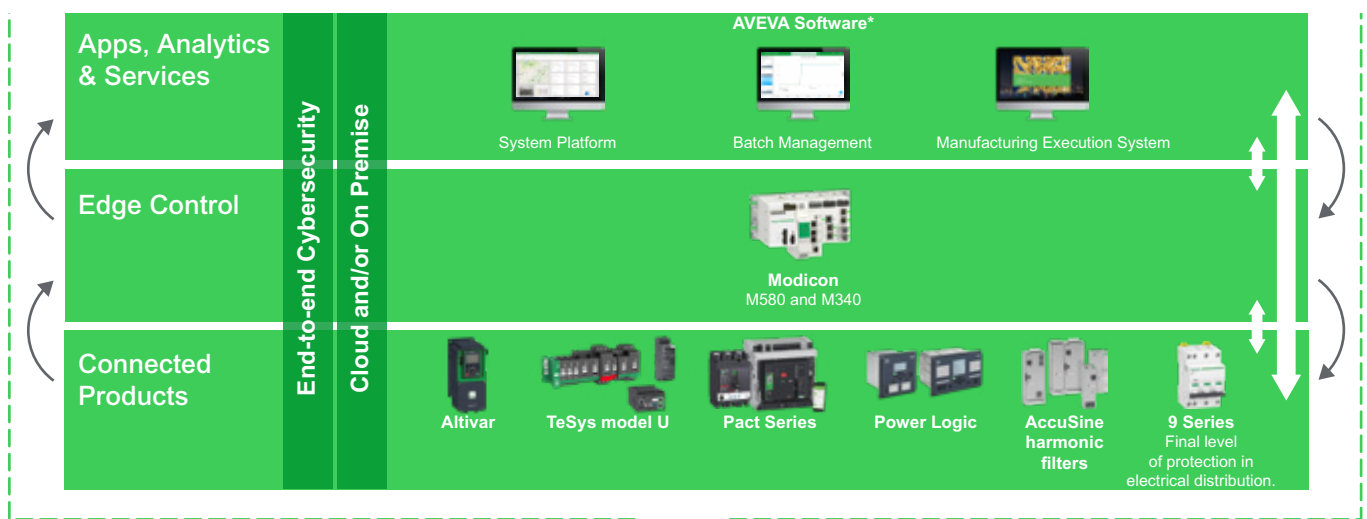 AVEVA Software*
Apps, Analytics
& Services
System Platform
Batch Management
Manufacturing Execution System
End-to-end Cybersecurity
Cloud and/or On Premise
Edge Control
Modicon
M580 and M340
Connected
Products
Altivar
TeSys model U
Pact Series
Power Logic
AccuSine
harmonic
filters
9 Series
Final level
of protection in
electrical distribution.